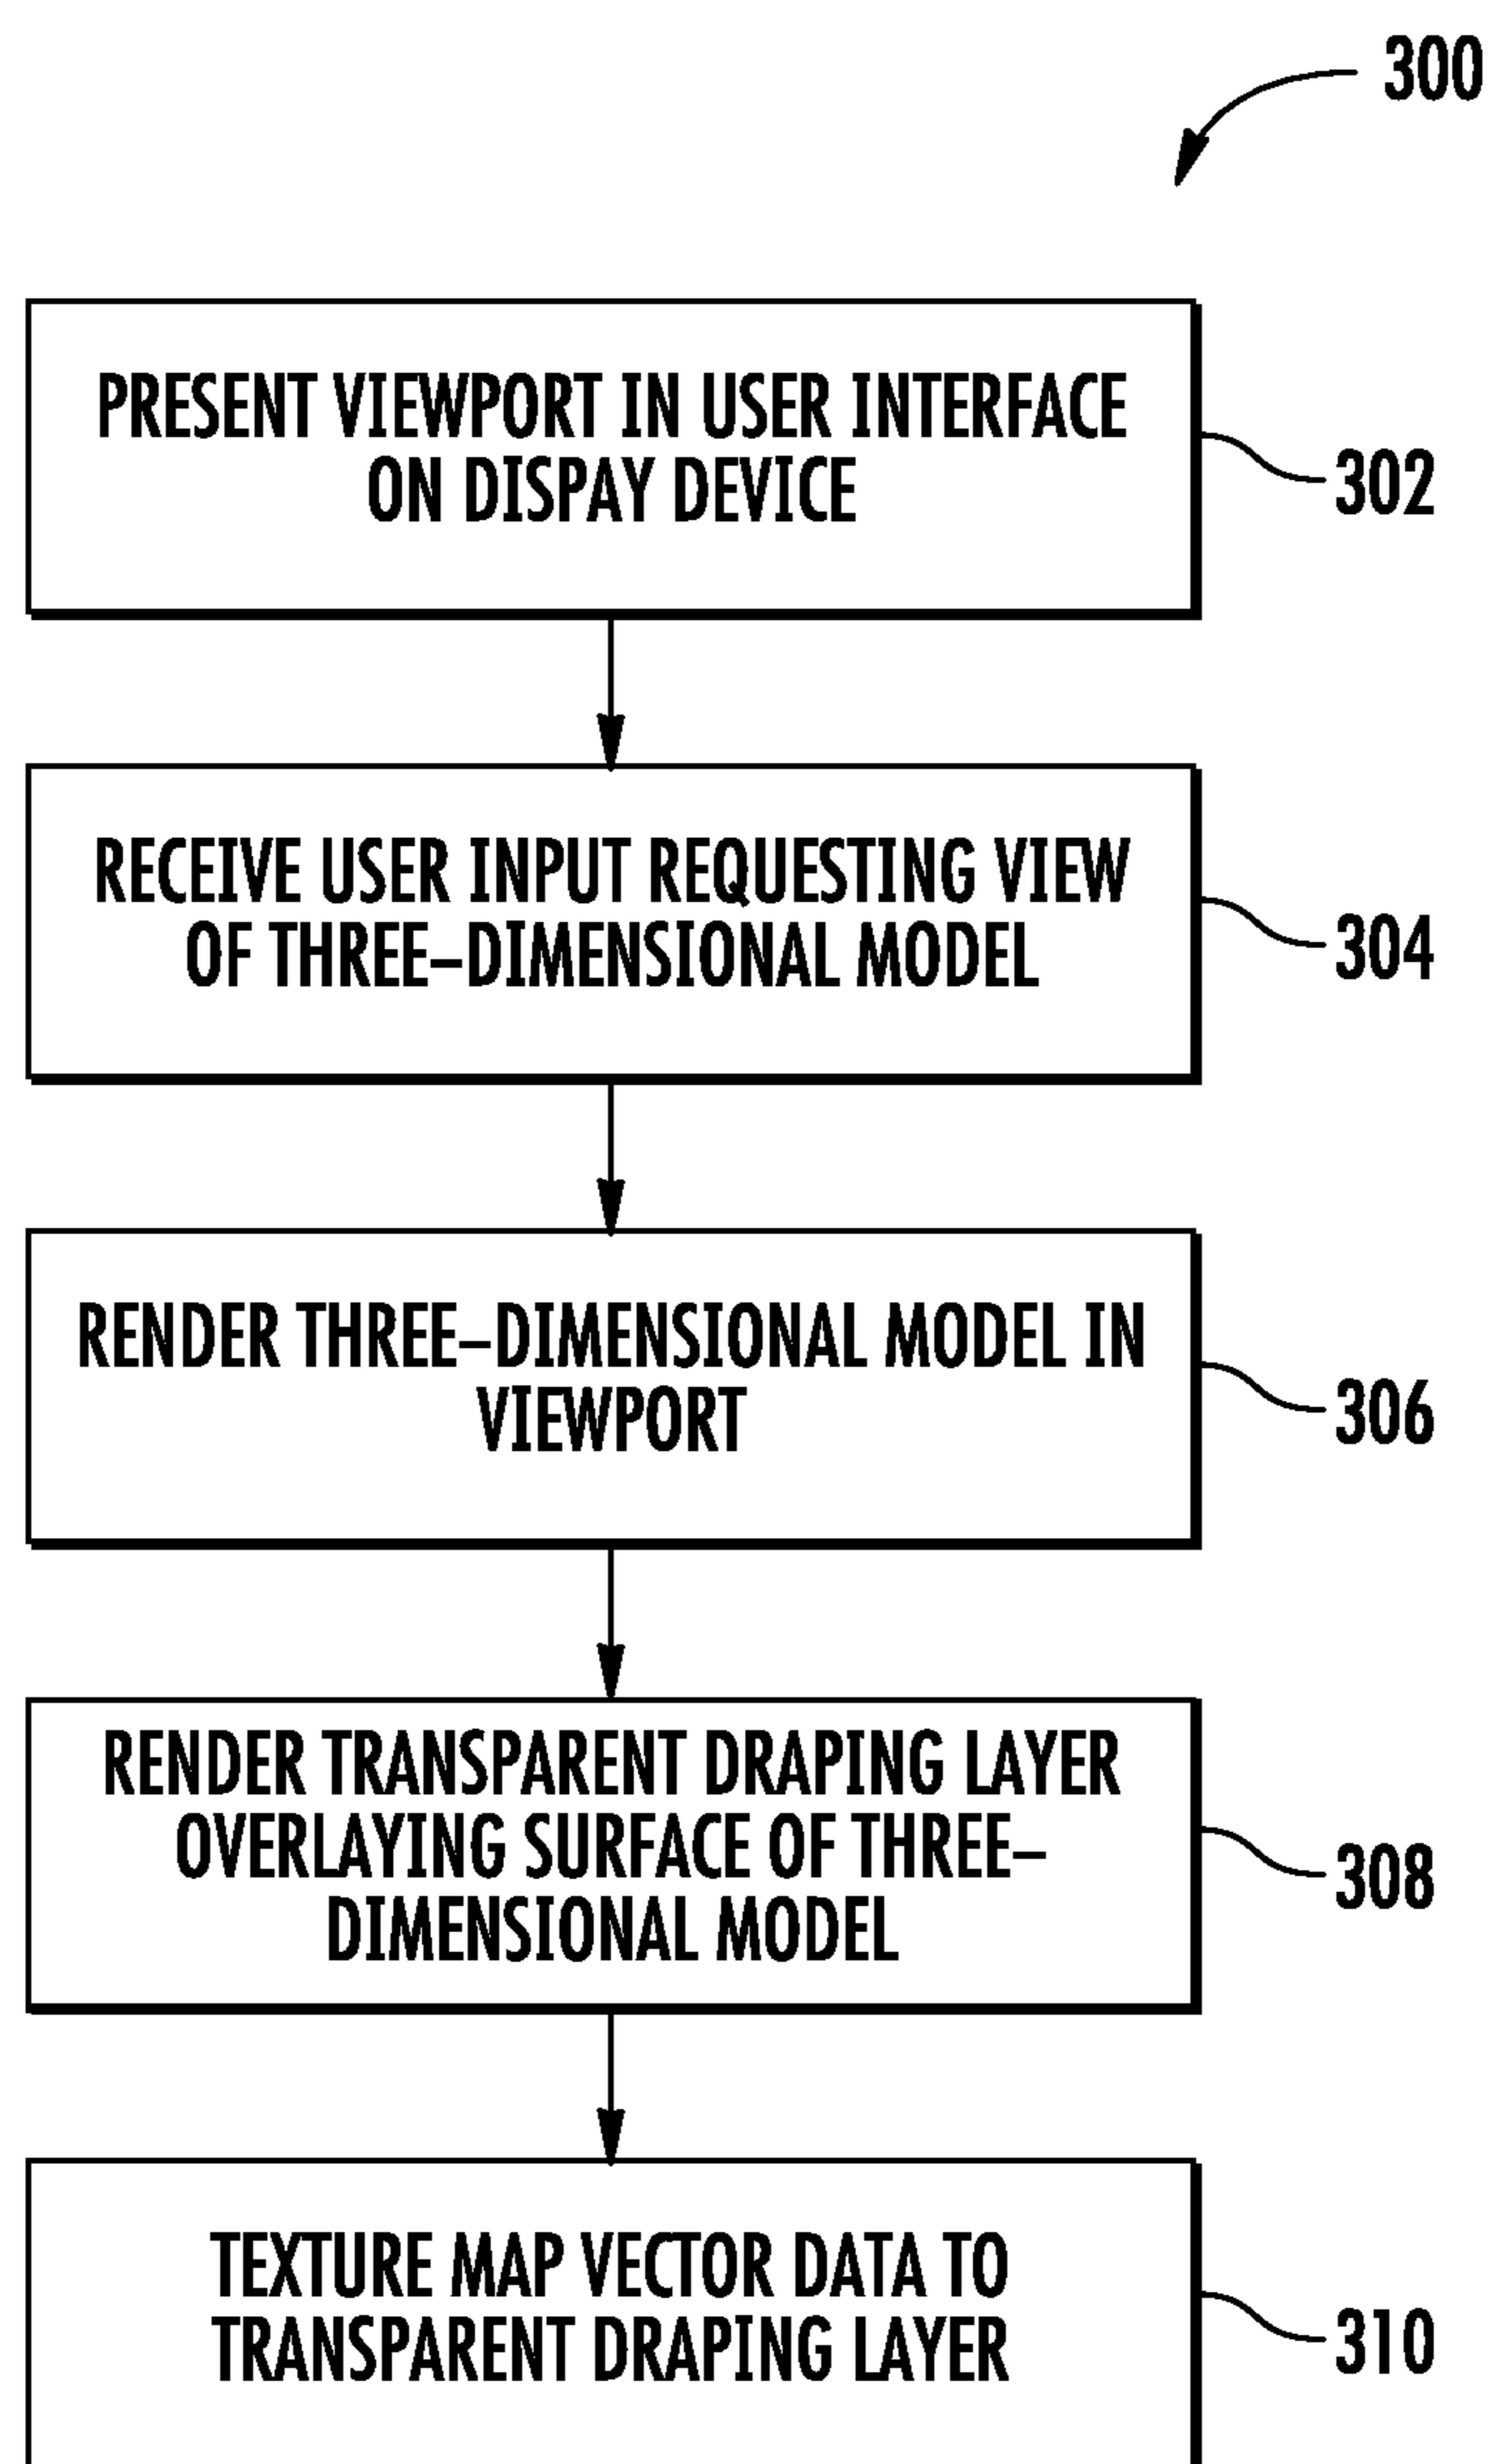 300
PRESENT VIEWPORT IN USER INTERFACE
ON DISPAY DEVICE
302
RECEIVE USER INPUT REQUESTING VIEW
OF THREE–DIMENSIONAL MODEL
304
RENDER THREE–DIMENSIONAL MODEL IN
VIEWPORT
306
RENDER TRANSPARENT DRAPING LAYER
OVERLAYING SURFACE OF THREE–
DIMENSIONAL MODEL
308
TEXTURE MAP VECTOR DATA TO
TRANSPARENT DRAPING LAYER
310